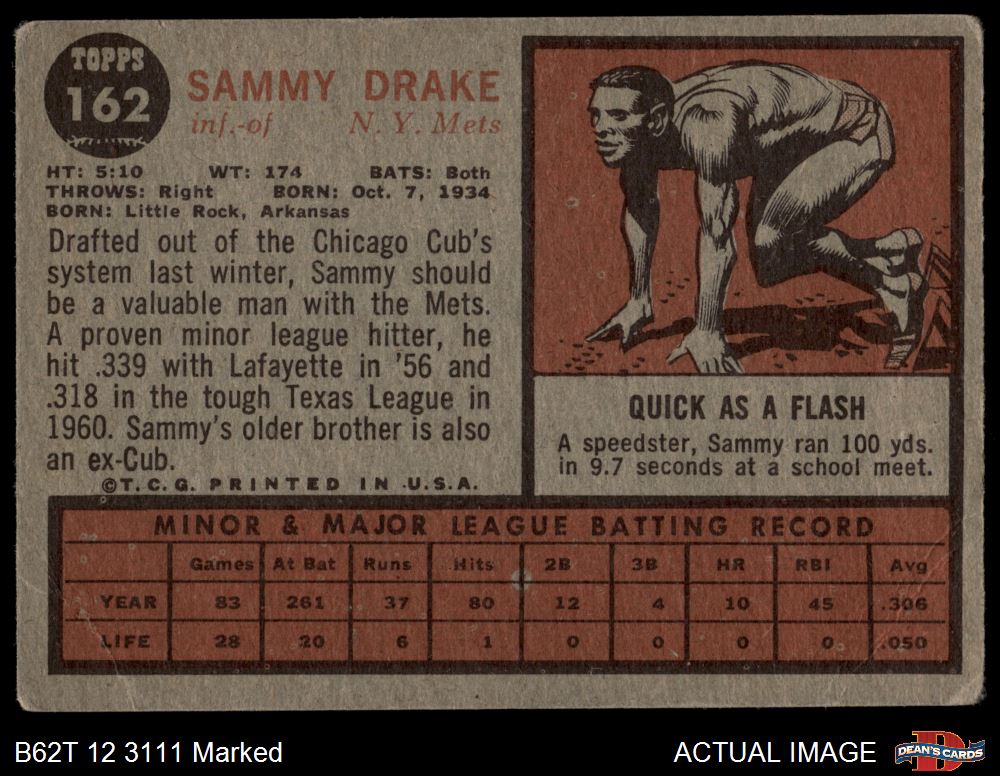 TOPPS
162
SAMMY DRAKE
inf.-of N. Y. Mets
HT: 5:10 WT: 174 BATS: Both
THROWS: Right BORN: Oct. 7, 1934
BORN: Little Rock, Arkansas
Drafted out of the Chicago Cub's
system last winter, Sammy should
be a valuable man with the Mets.
A proven minor league hitter, he
hit .339 with Lafayette in '56 and
.318 in the tough Texas League in
1960. Sammy's older brother is also
an ex-Cub.
©T.C.G. PRINTED IN U.S.A.
QUICK AS A FLASH
A speedster, Sammy ran 100 yds.
in 9.7 seconds at a school meet.
MINOR & MAJOR LEAGUE BATTING RECORD
Games At Bat Runs Hits 2B 3B HR RBI Avg
YEAR 83 261 37 80 12 4 10 45 .306
LIFE 28 20 6 1 0 0 0 0 .050
B62T 12 3111 Marked
ACTUAL IMAGE
DEAN'S CARDS